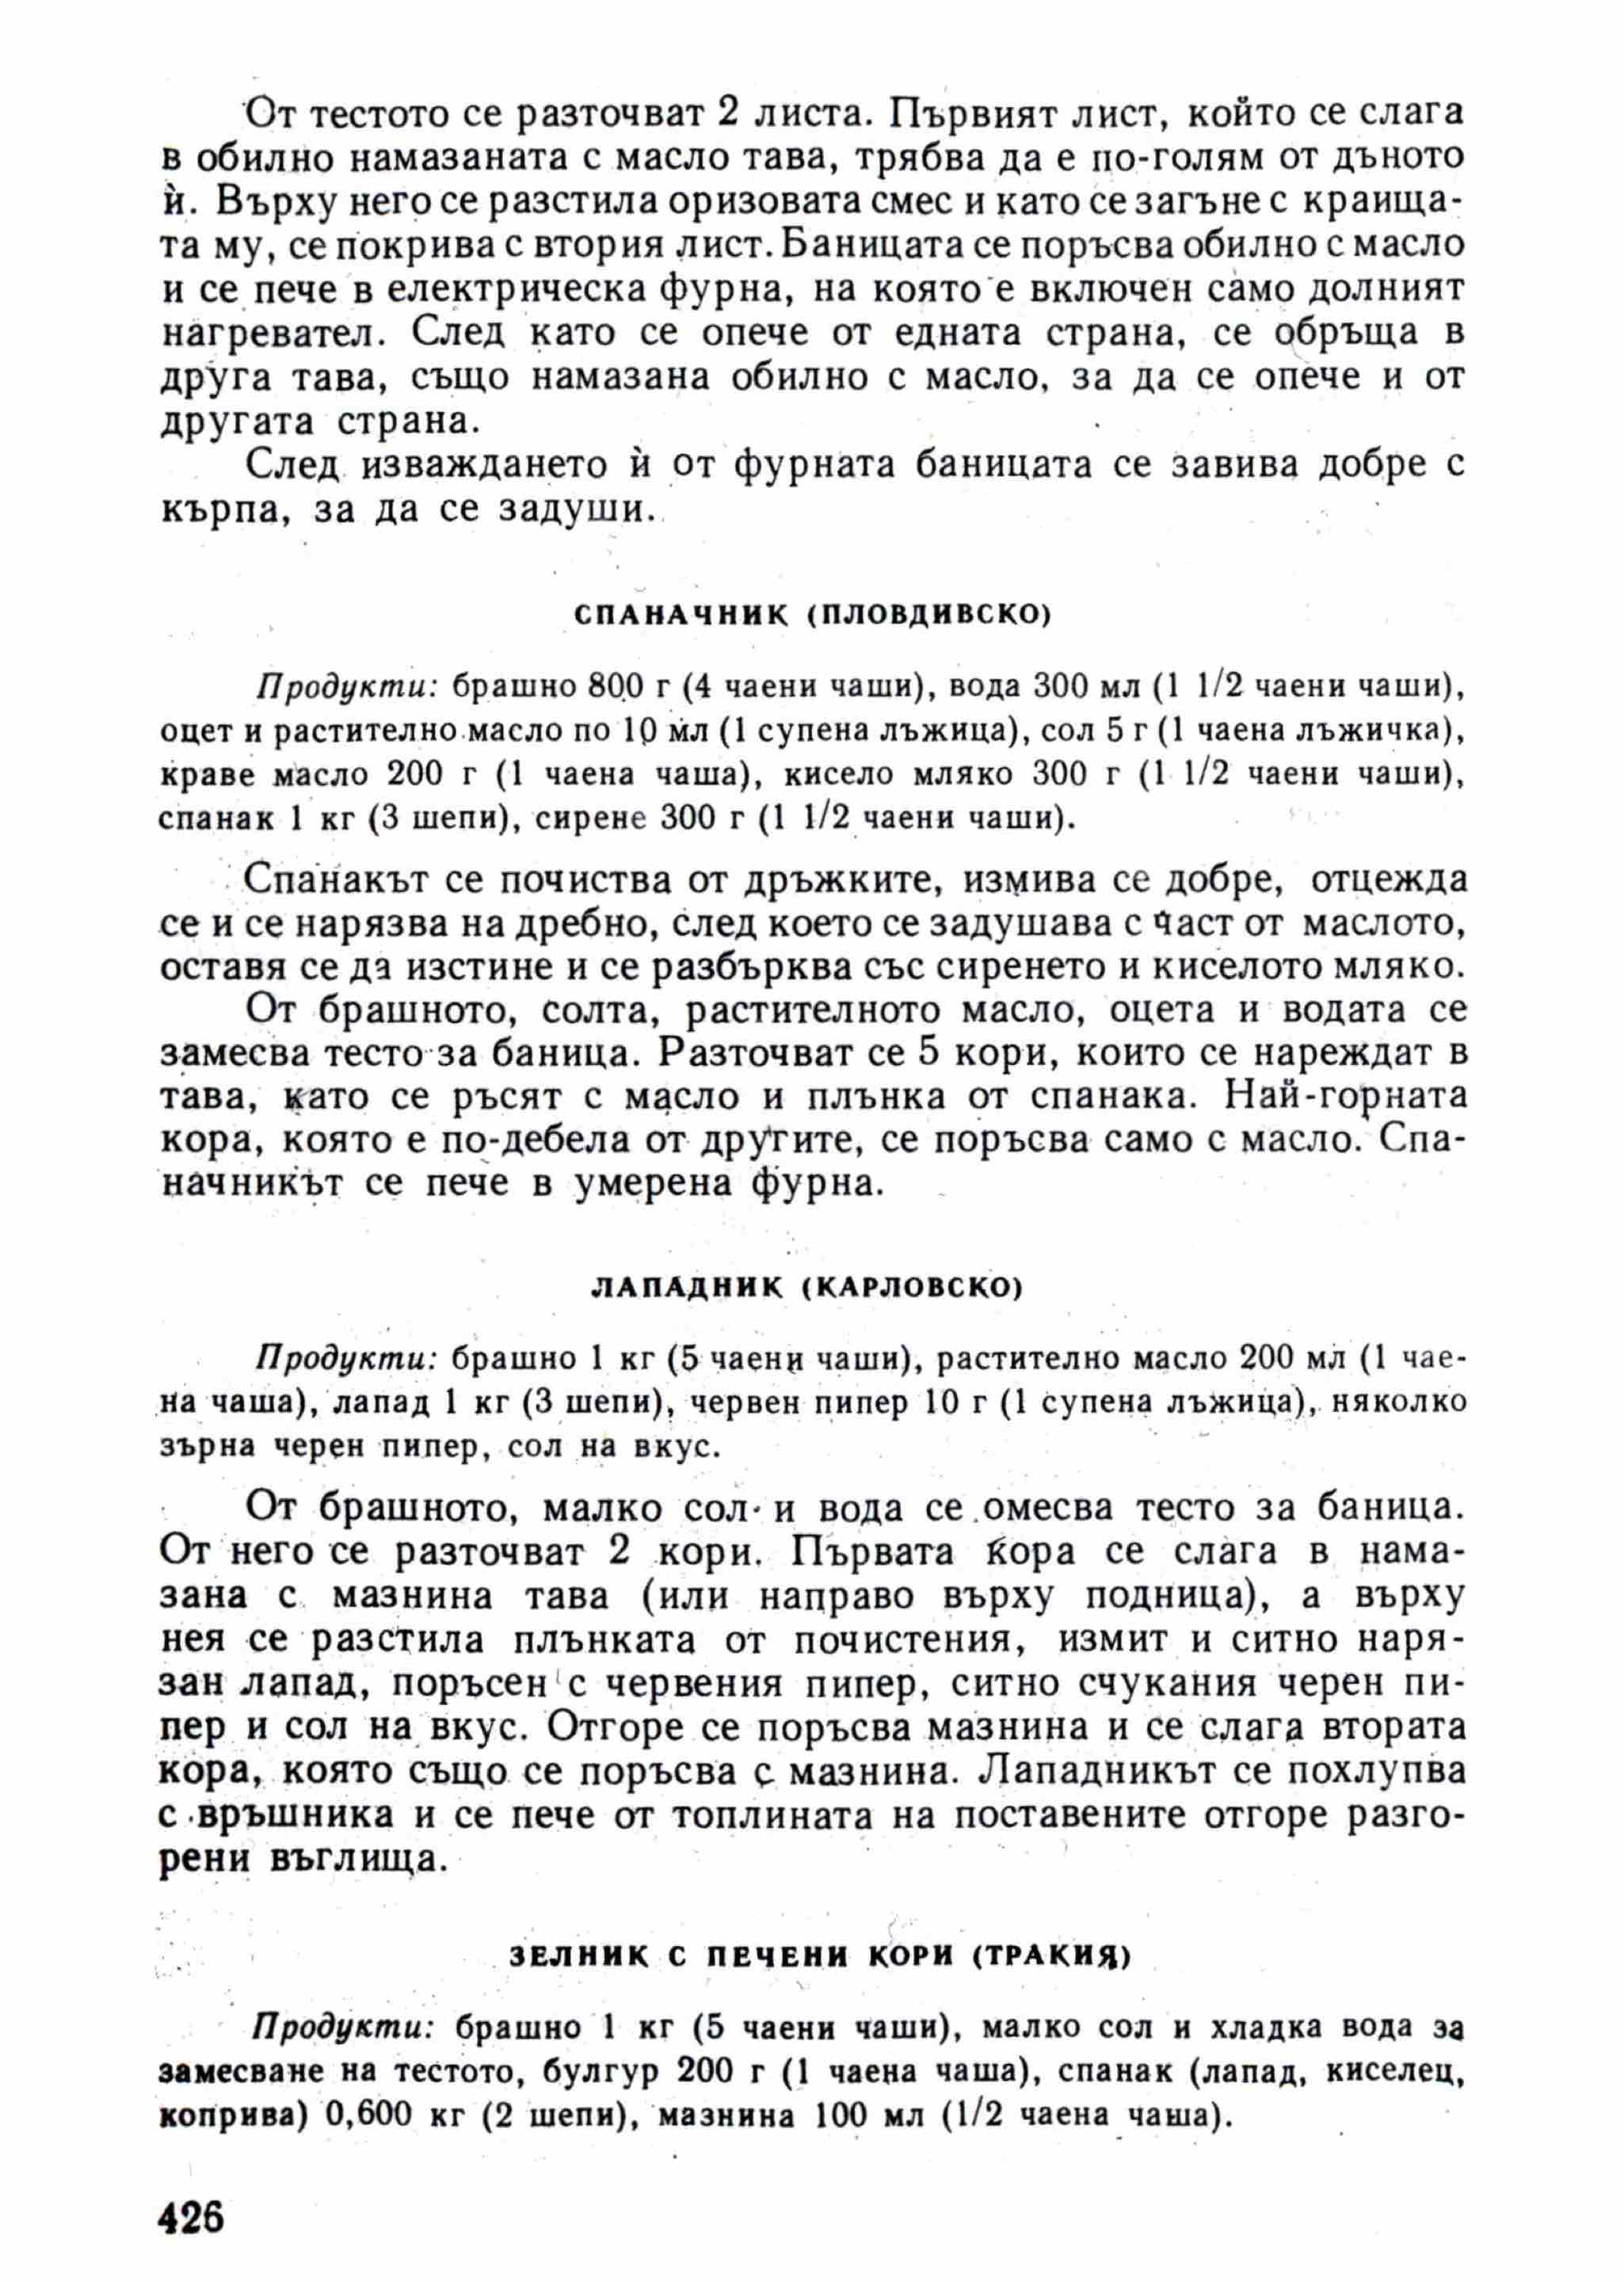 От тестото се разточват 2 листа. Първият лист, който се слага
в обилно намазаната с масло тава, трябва да е по-голям от дъното
ѝ. Върху него се разстила оризовата смес и като се загъне с краища-
та му, се покрива с втория лист. Баницата се поръсва обилно с масло
и се пече в електрическа фурна, на която е включен само долният
нагревател. След като се опече от едната страна, се обръща в
друга тава, също намазана обилно с масло, за да се опече и от
другата страна.
След изваждането ѝ от фурната баницата се завива добре с
кърпа, за да се задуши.
СПАНАЧНИК (ПЛОВДИВСКО)
Продукти: брашно 800 г (4 чаени чаши), вода 300 мл (1 1/2 чаени чаши),
оцет и растително масло по 10 мл (1 супена лъжица), сол 5 г (1 чаена лъжичка),
краве масло 200 г (1 чаена чаша), кисело мляко 300 г (1 1/2 чаени чаши),
спанак 1 кг (3 шепи), сирене 300 г (1 1/2 чаени чаши).
Спанакът се почиства от дръжките, измива се добре, отцежда
се и се нарязва на дребно, след което се задушава с част от маслото,
оставя се да изстине и се разбърква със сиренето и киселото мляко.
От брашното, солта, растителното масло, оцета и водата се
замесва тесто за баница. Разточват се 5 кори, които се нареждат в
тава, като се ръсят с масло и плънка от спанака. Най-горната
кора, която е по-дебела от другите, се поръсва само с масло. Спа-
начникът се пече в умерена фурна.
ЛАПАДНИК (КАРЛОВСКО)
Продукти: брашно 1 кг (5 чаени чаши), растително масло 200 мл (1 чае-
на чаша), лапад 1 кг (3 шепи), червен пипер 10 г (1 супена лъжица), няколко
зърна черен пипер, сол на вкус.
От брашното, малко сол и вода се омесва тесто за баница.
От него се разточват 2 кори. Първата кора се слага в нама-
зана с мазнина тава (или направо върху подница), а върху
нея се разстила плънката от почистения, измит и ситно наря-
зан лапад, поръсен с червения пипер, ситно счукания черен пи-
пер и сол на вкус. Отгоре се поръсва мазнина и се слага втората
кора, която също се поръсва с мазнина. Лападникът се похлупва
с връшника и се пече от топлината на поставените отгоре разго-
рени въглища.
ЗЕЛНИК С ПЕЧЕНИ КОРИ (ТРАКИЯ)
Продукти: брашно 1 кг (5 чаени чаши), малко сол и хладка вода за
замесване на тестото, булгур 200 г (1 чаена чаша), спанак (лапад, киселец,
коприва) 0,600 кг (2 шепи), мазнина 100 мл (1/2 чаена чаша).
426